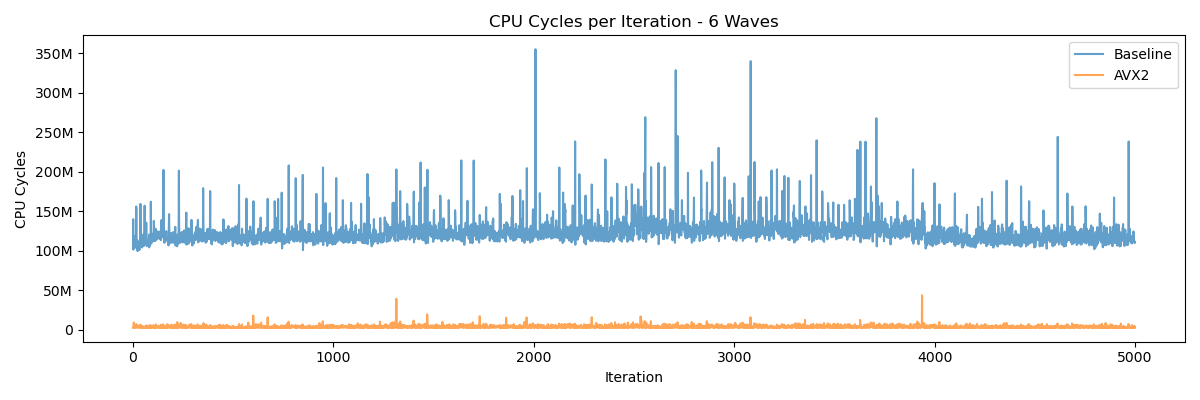 CPU Cycles per Iteration - 6 Waves
Baseline
AVX2
CPU Cycles
350M
300M
250M
200M
150M
100M
50M
0
0 1000 2000 3000 4000 5000
Iteration